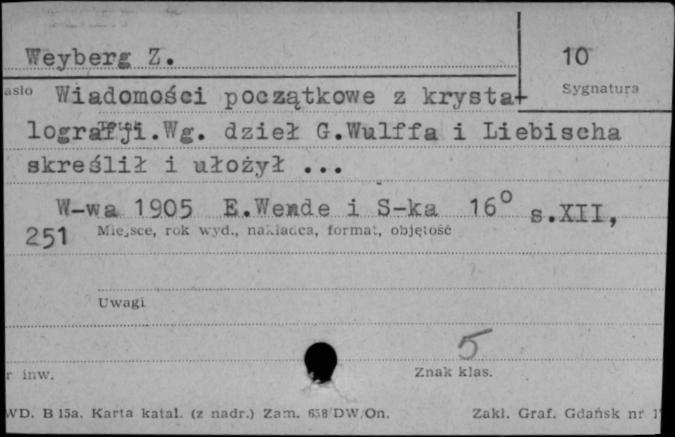 Weyberg Z.
10
Sygnatura
asło Wiadomości początkowe z krysta-
lografji.Wg. dzieł G.Wulffa i Liebischa
skreślił i ułożył ...
W-wa 1905 E.Wende i S-ka 16° s.XII,
251 Miejsce, rok wyd., nakładca, format, objętość
Uwagi
5
r inw.
Znak klas.
WD. B 15a. Karta katal. (z nadr.) Zam. 658/DW/On. Zakł. Graf. Gdańsk nr 1